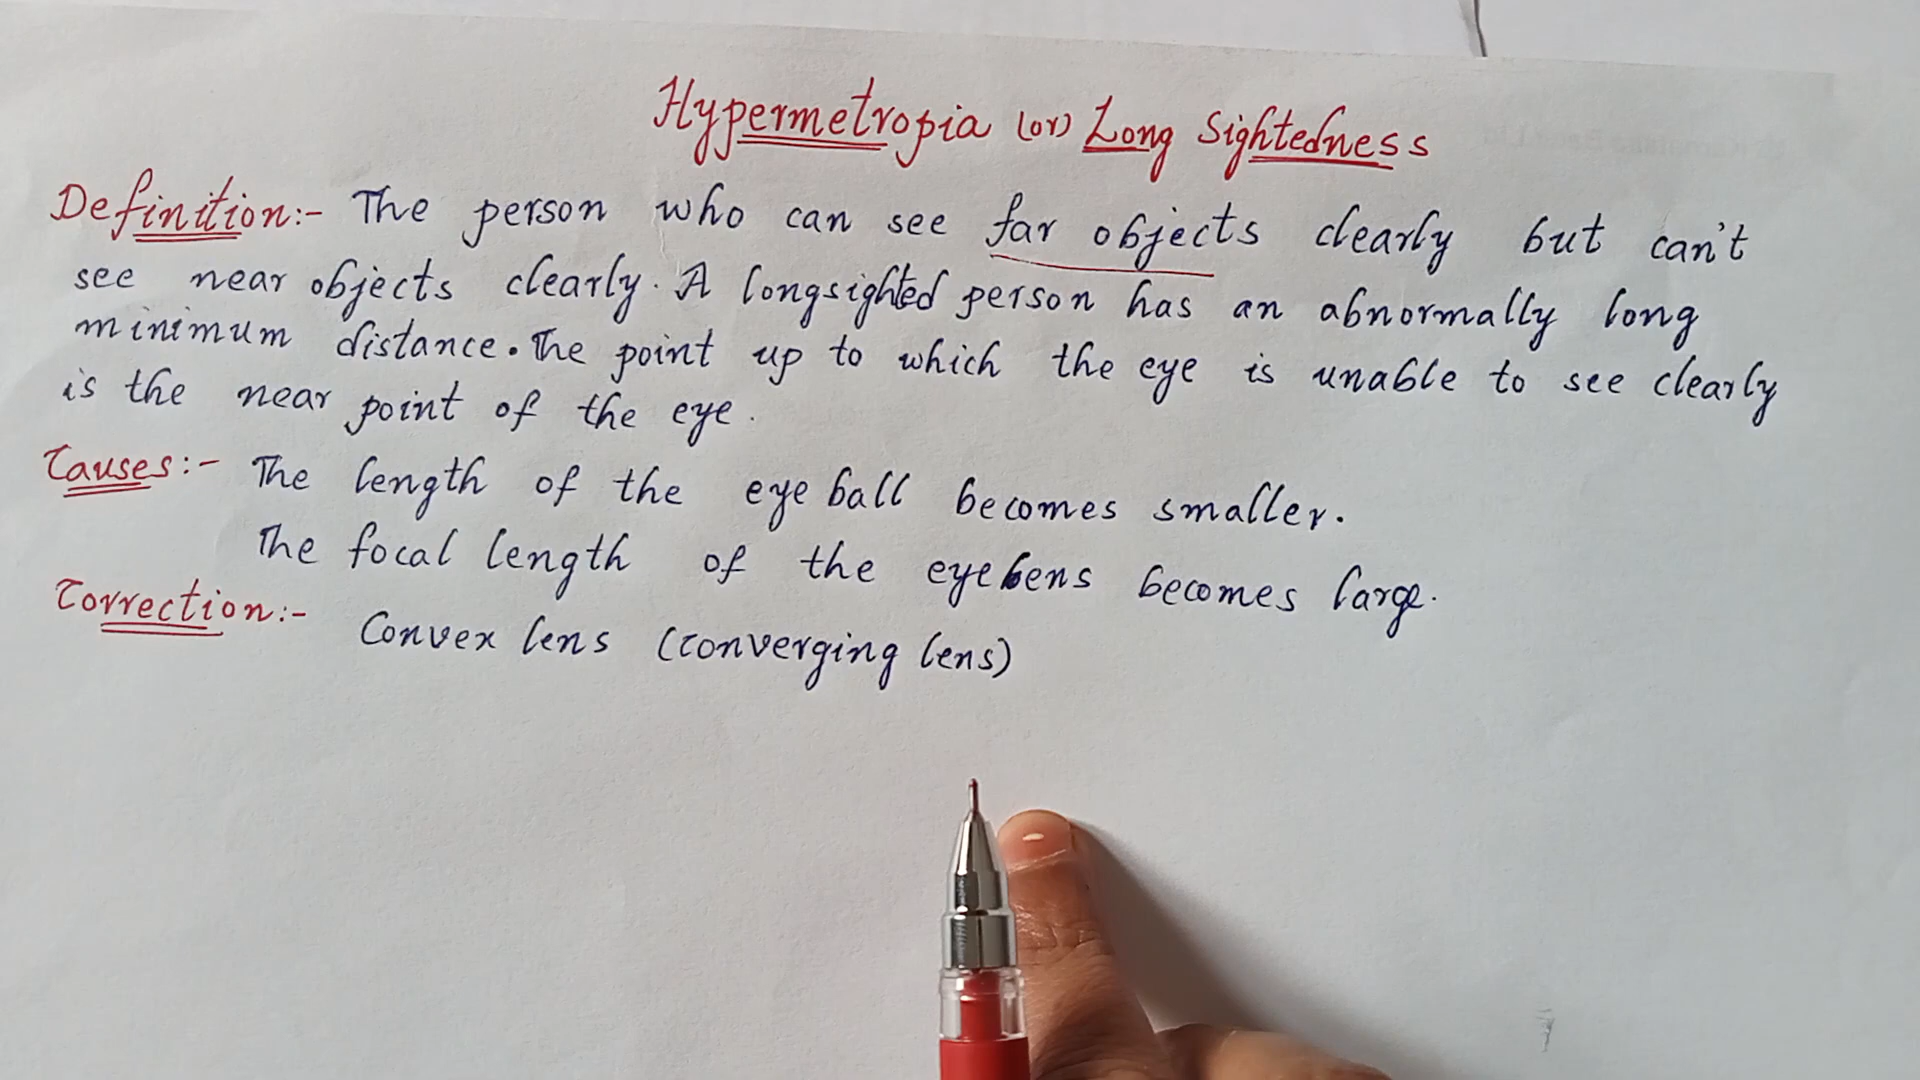 Hypermetropia (or) Long Sightedness
Definition:- The person who can see far objects clearly but can't
see near objects clearly. A longsighted person has an abnormally long
minimum distance. The point up to which the eye is unable to see clearly
is the near point of the eye.
Causes:- The length of the eye ball becomes smaller.
The focal length of the eye lens becomes large.
Correction:- Convex lens (converging lens)